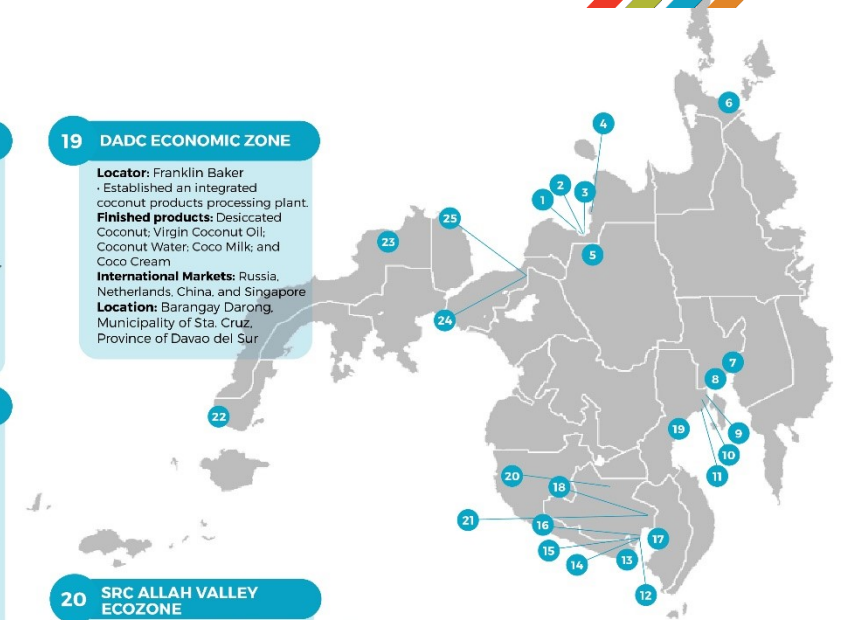 19 DADC ECONOMIC ZONE
Locator: Franklin Baker
· Established an integrated
coconut products processing plant.
Finished products: Desiccated
Coconut; Virgin Coconut Oil;
Coconut Water; Coco Milk; and
Coco Cream
International Markets: Russia,
Netherlands, China, and Singapore
Location: Barangay Darong,
Municipality of Sta. Cruz,
Province of Davao del Sur
20 SRC ALLAH VALLEY
ECOZONE
6
4
2
3
1
25
23
5
24
7
8
22
19
9
10
11
20
18
21
16
17
15
13
14
12